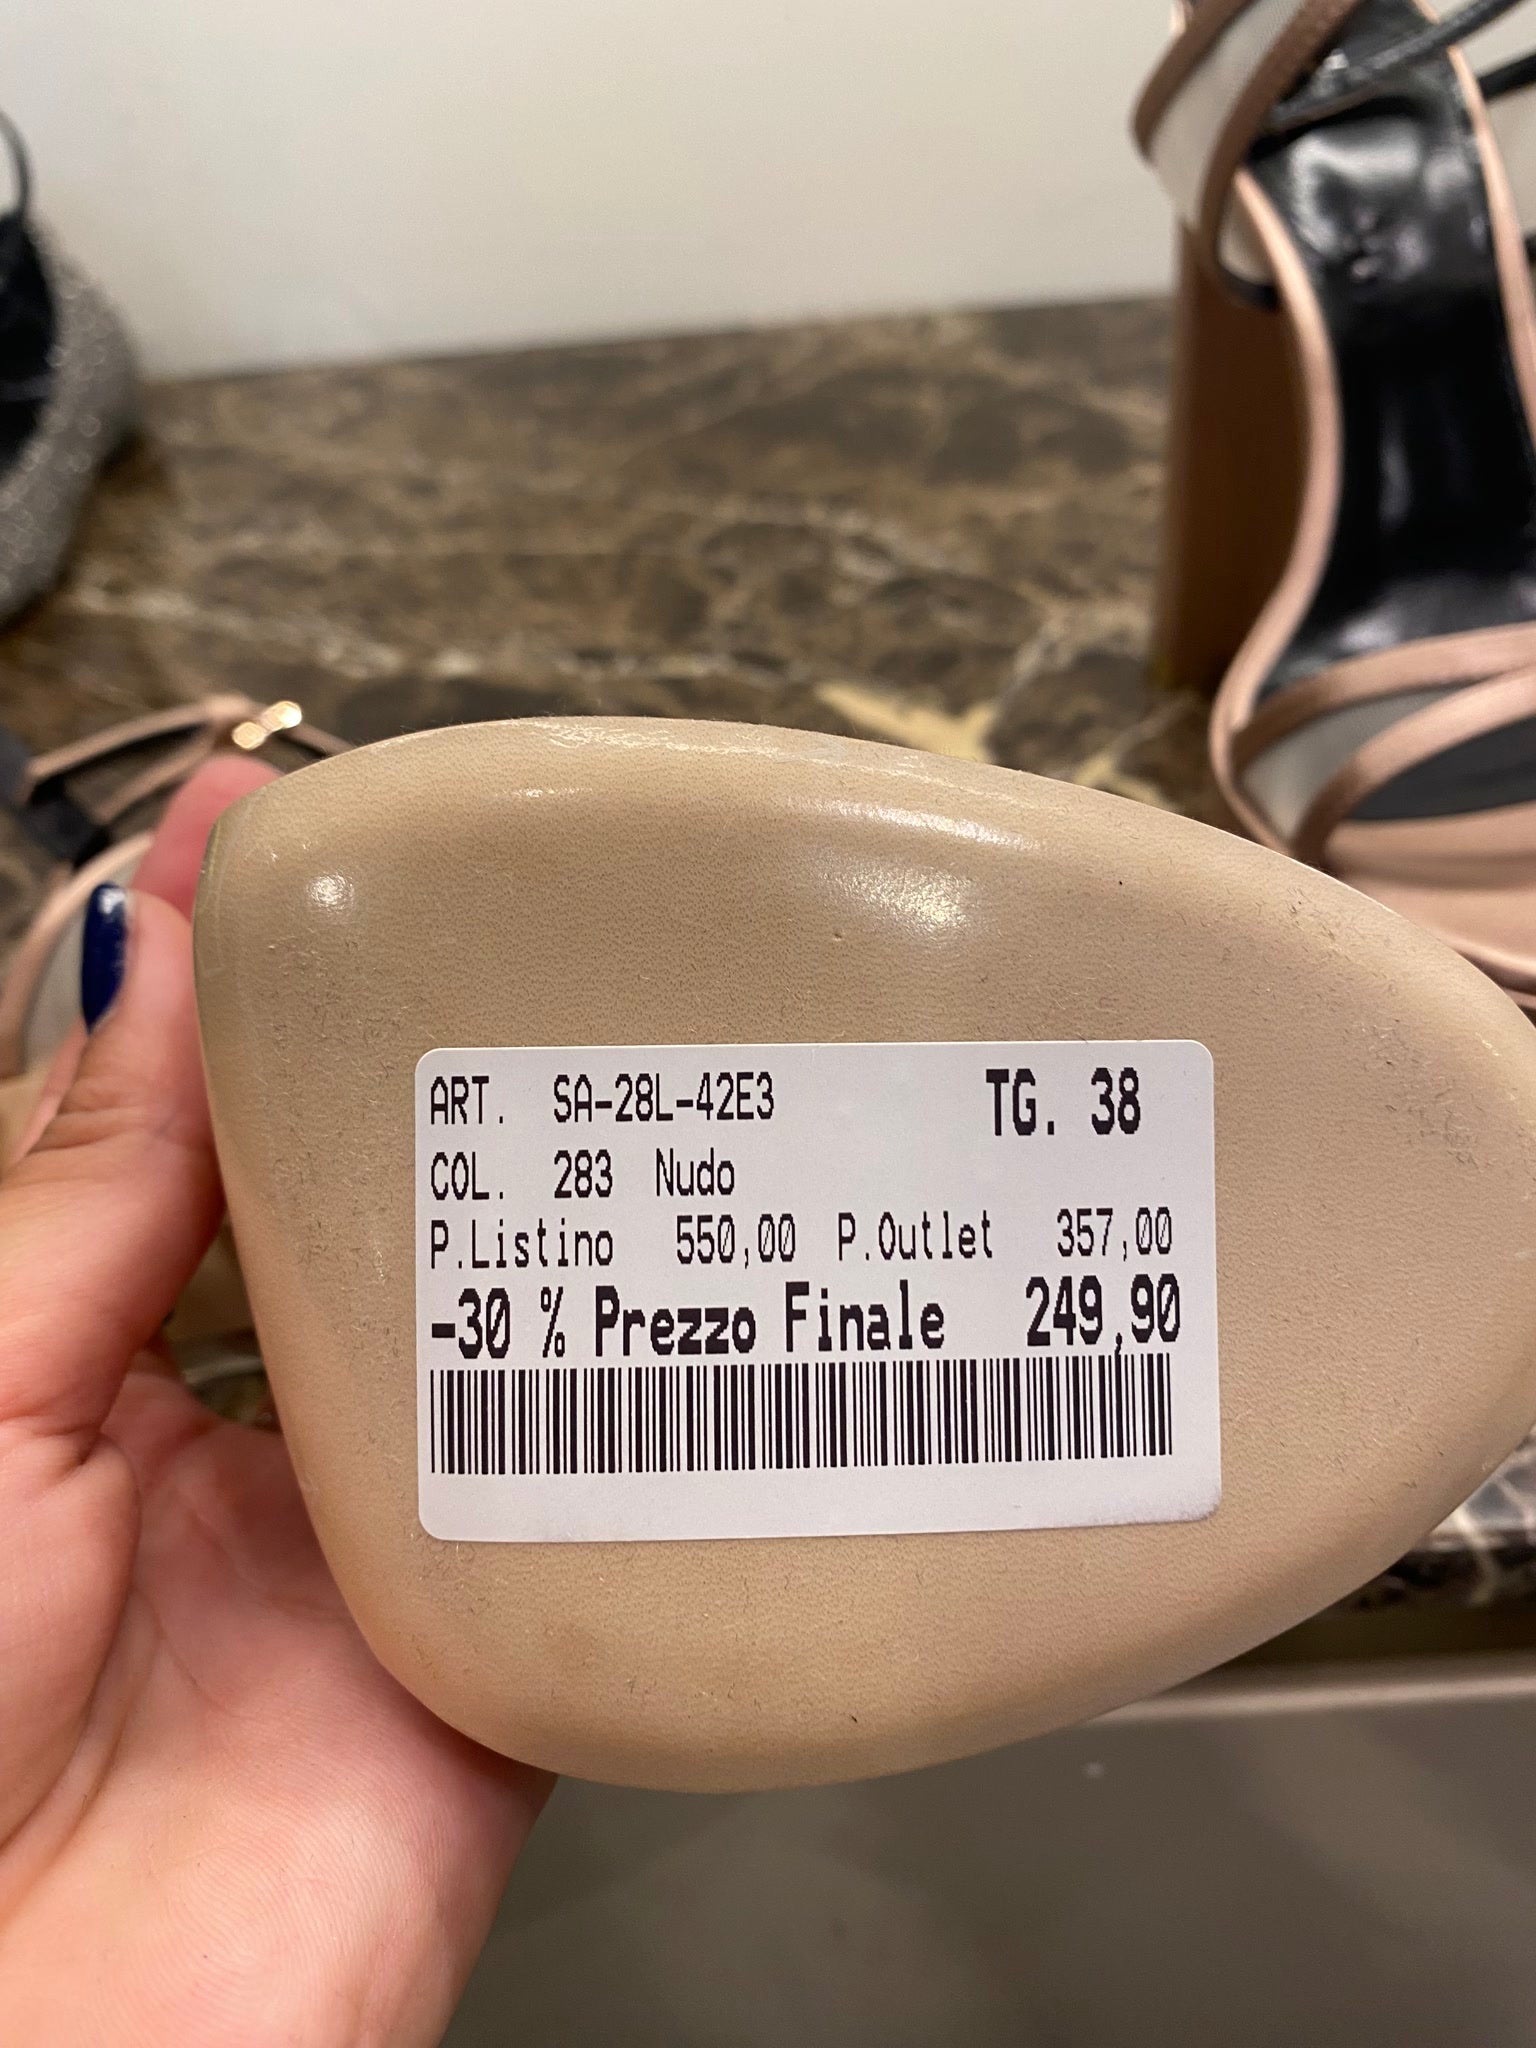 ART. SA-28L-42E3 TG. 38
COL. 283 Nudo
P.Listino 550,00 P.Outlet 357,00
-30 % Prezzo Finale 249,90